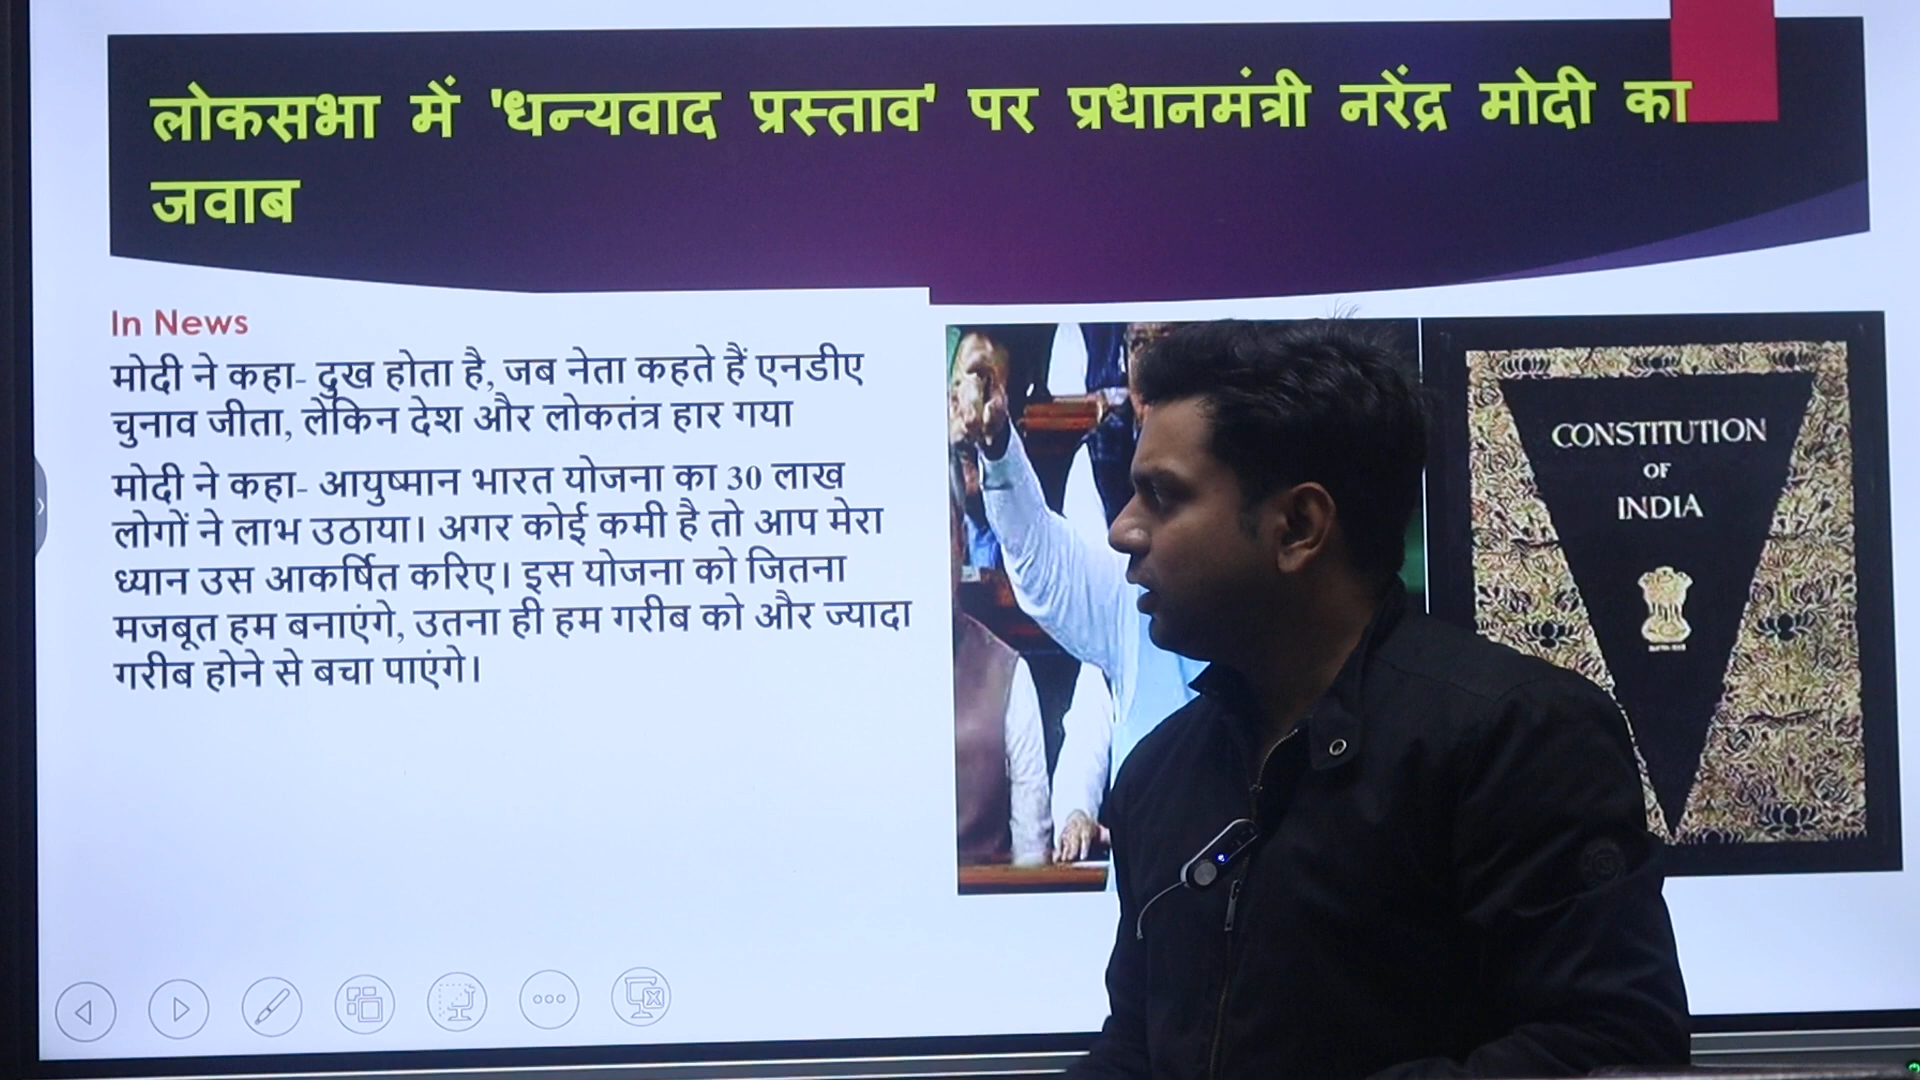 लोकसभा में 'धन्यवाद प्रस्ताव' पर प्रधानमंत्री नरेंद्र मोदी का
जवाब
In News
मोदी ने कहा- दुख होता है, जब नेता कहते हैं एनडीए
चुनाव जीता, लेकिन देश और लोकतंत्र हार गया
मोदी ने कहा- आयुष्मान भारत योजना का 30 लाख
लोगों ने लाभ उठाया। अगर कोई कमी है तो आप मेरा
ध्यान उस आकर्षित करिए। इस योजना को जितना
मजबूत हम बनाएंगे, उतना ही हम गरीब को और ज्यादा
गरीब होने से बचा पाएंगे।
CONSTITUTION
OF
INDIA